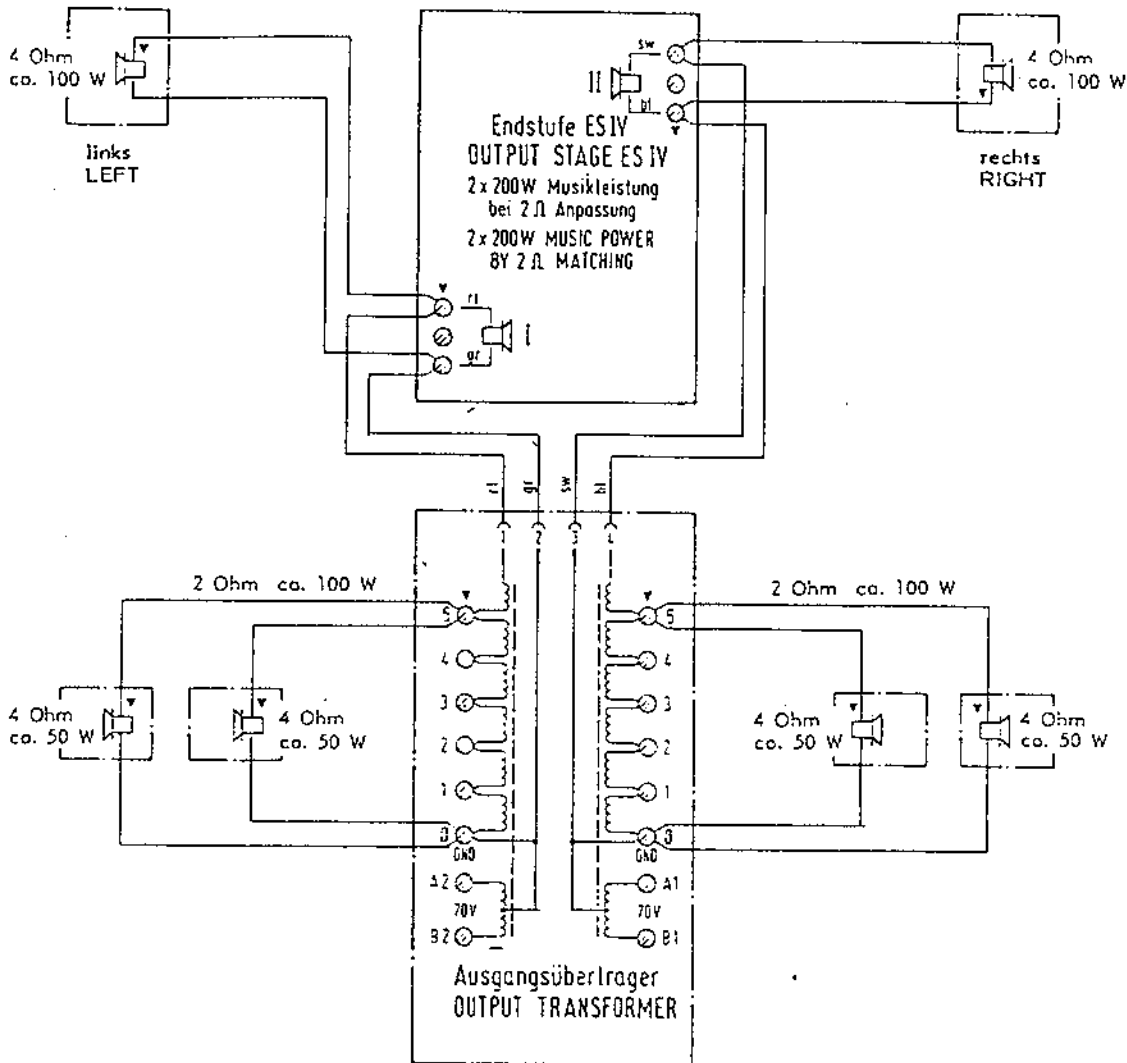 4 Ohm
ca. 100 W
links
LEFT
sw
II
bl
Endstufe ES IV
OUTPUT STAGE ES IV
2 x 200W Musikleistung
bei 2 Ω Anpassung
2 x 200W MUSIC POWER
BY 2 Ω MATCHING
4 Ohm
ca. 100 W
rechts
RIGHT
rt
I
gr
rt
gr
sw
bl
1
2
3
4
2 Ohm ca. 100 W
2 Ohm ca. 100 W
5
4
3
2
1
0
GND
A2
70V
B2
5
4
3
2
1
0
GND
A1
70V
B1
4 Ohm
ca. 50 W
4 Ohm
ca. 50 W
4 Ohm
ca. 50 W
4 Ohm
ca. 50 W
Ausgangsübertrager
OUTPUT TRANSFORMER